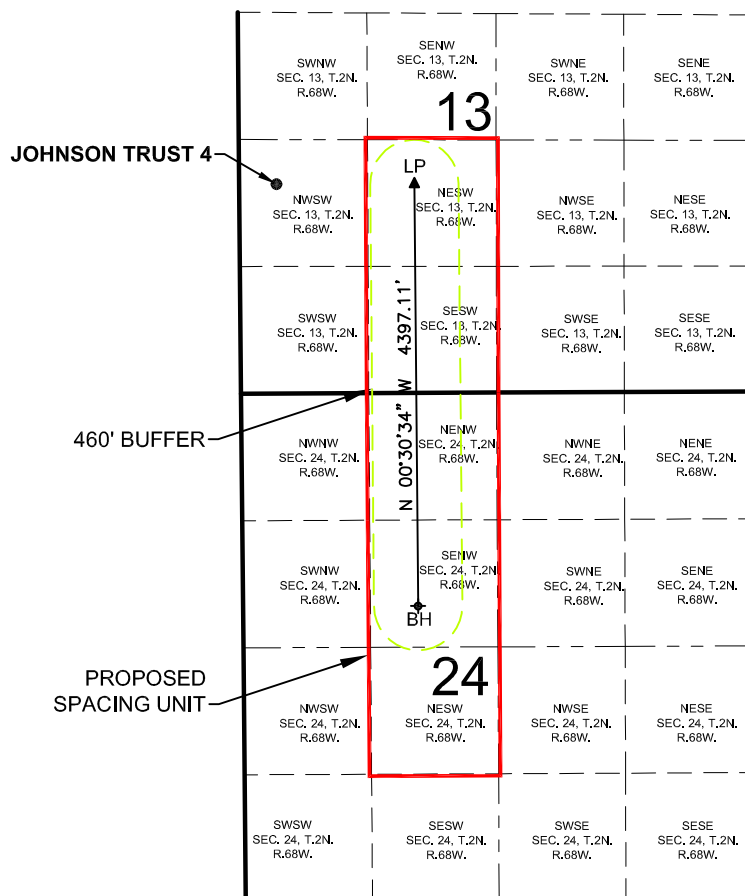 SWNW
SEC. 13, T.2N.
R.68W.
SENW
SEC. 13, T.2N.
R.68W.
SWNE
SEC. 13, T.2N.
R.68W.
SENE
SEC. 13, T.2N.
R.68W.
13
JOHNSON TRUST 4
LP
NWSW
SEC. 13, T.2N.
R.68W.
NESW
SEC. 13, T.2N.
R.68W.
NWSE
SEC. 13, T.2N.
R.68W.
NESE
SEC. 13, T.2N.
R.68W.
SWSW
SEC. 13, T.2N.
R.68W.
SESW
SEC. 13, T.2N.
R.68W.
SWSE
SEC. 13, T.2N.
R.68W.
SESE
SEC. 13, T.2N.
R.68W.
N 00°30'34" W 4397.11'
460' BUFFER
NWNW
SEC. 24, T.2N.
R.68W.
NENW
SEC. 24, T.2N.
R.68W.
NWNE
SEC. 24, T.2N.
R.68W.
NENE
SEC. 24, T.2N.
R.68W.
SWNW
SEC. 24, T.2N.
R.68W.
SENW
SEC. 24, T.2N.
R.68W.
SWNE
SEC. 24, T.2N.
R.68W.
SENE
SEC. 24, T.2N.
R.68W.
BH
PROPOSED
SPACING UNIT
24
NWSW
SEC. 24, T.2N.
R.68W.
NESW
SEC. 24, T.2N.
R.68W.
NWSE
SEC. 24, T.2N.
R.68W.
NESE
SEC. 24, T.2N.
R.68W.
SWSW
SEC. 24, T.2N.
R.68W.
SESW
SEC. 24, T.2N.
R.68W.
SWSE
SEC. 24, T.2N.
R.68W.
SESE
SEC. 24, T.2N.
R.68W.